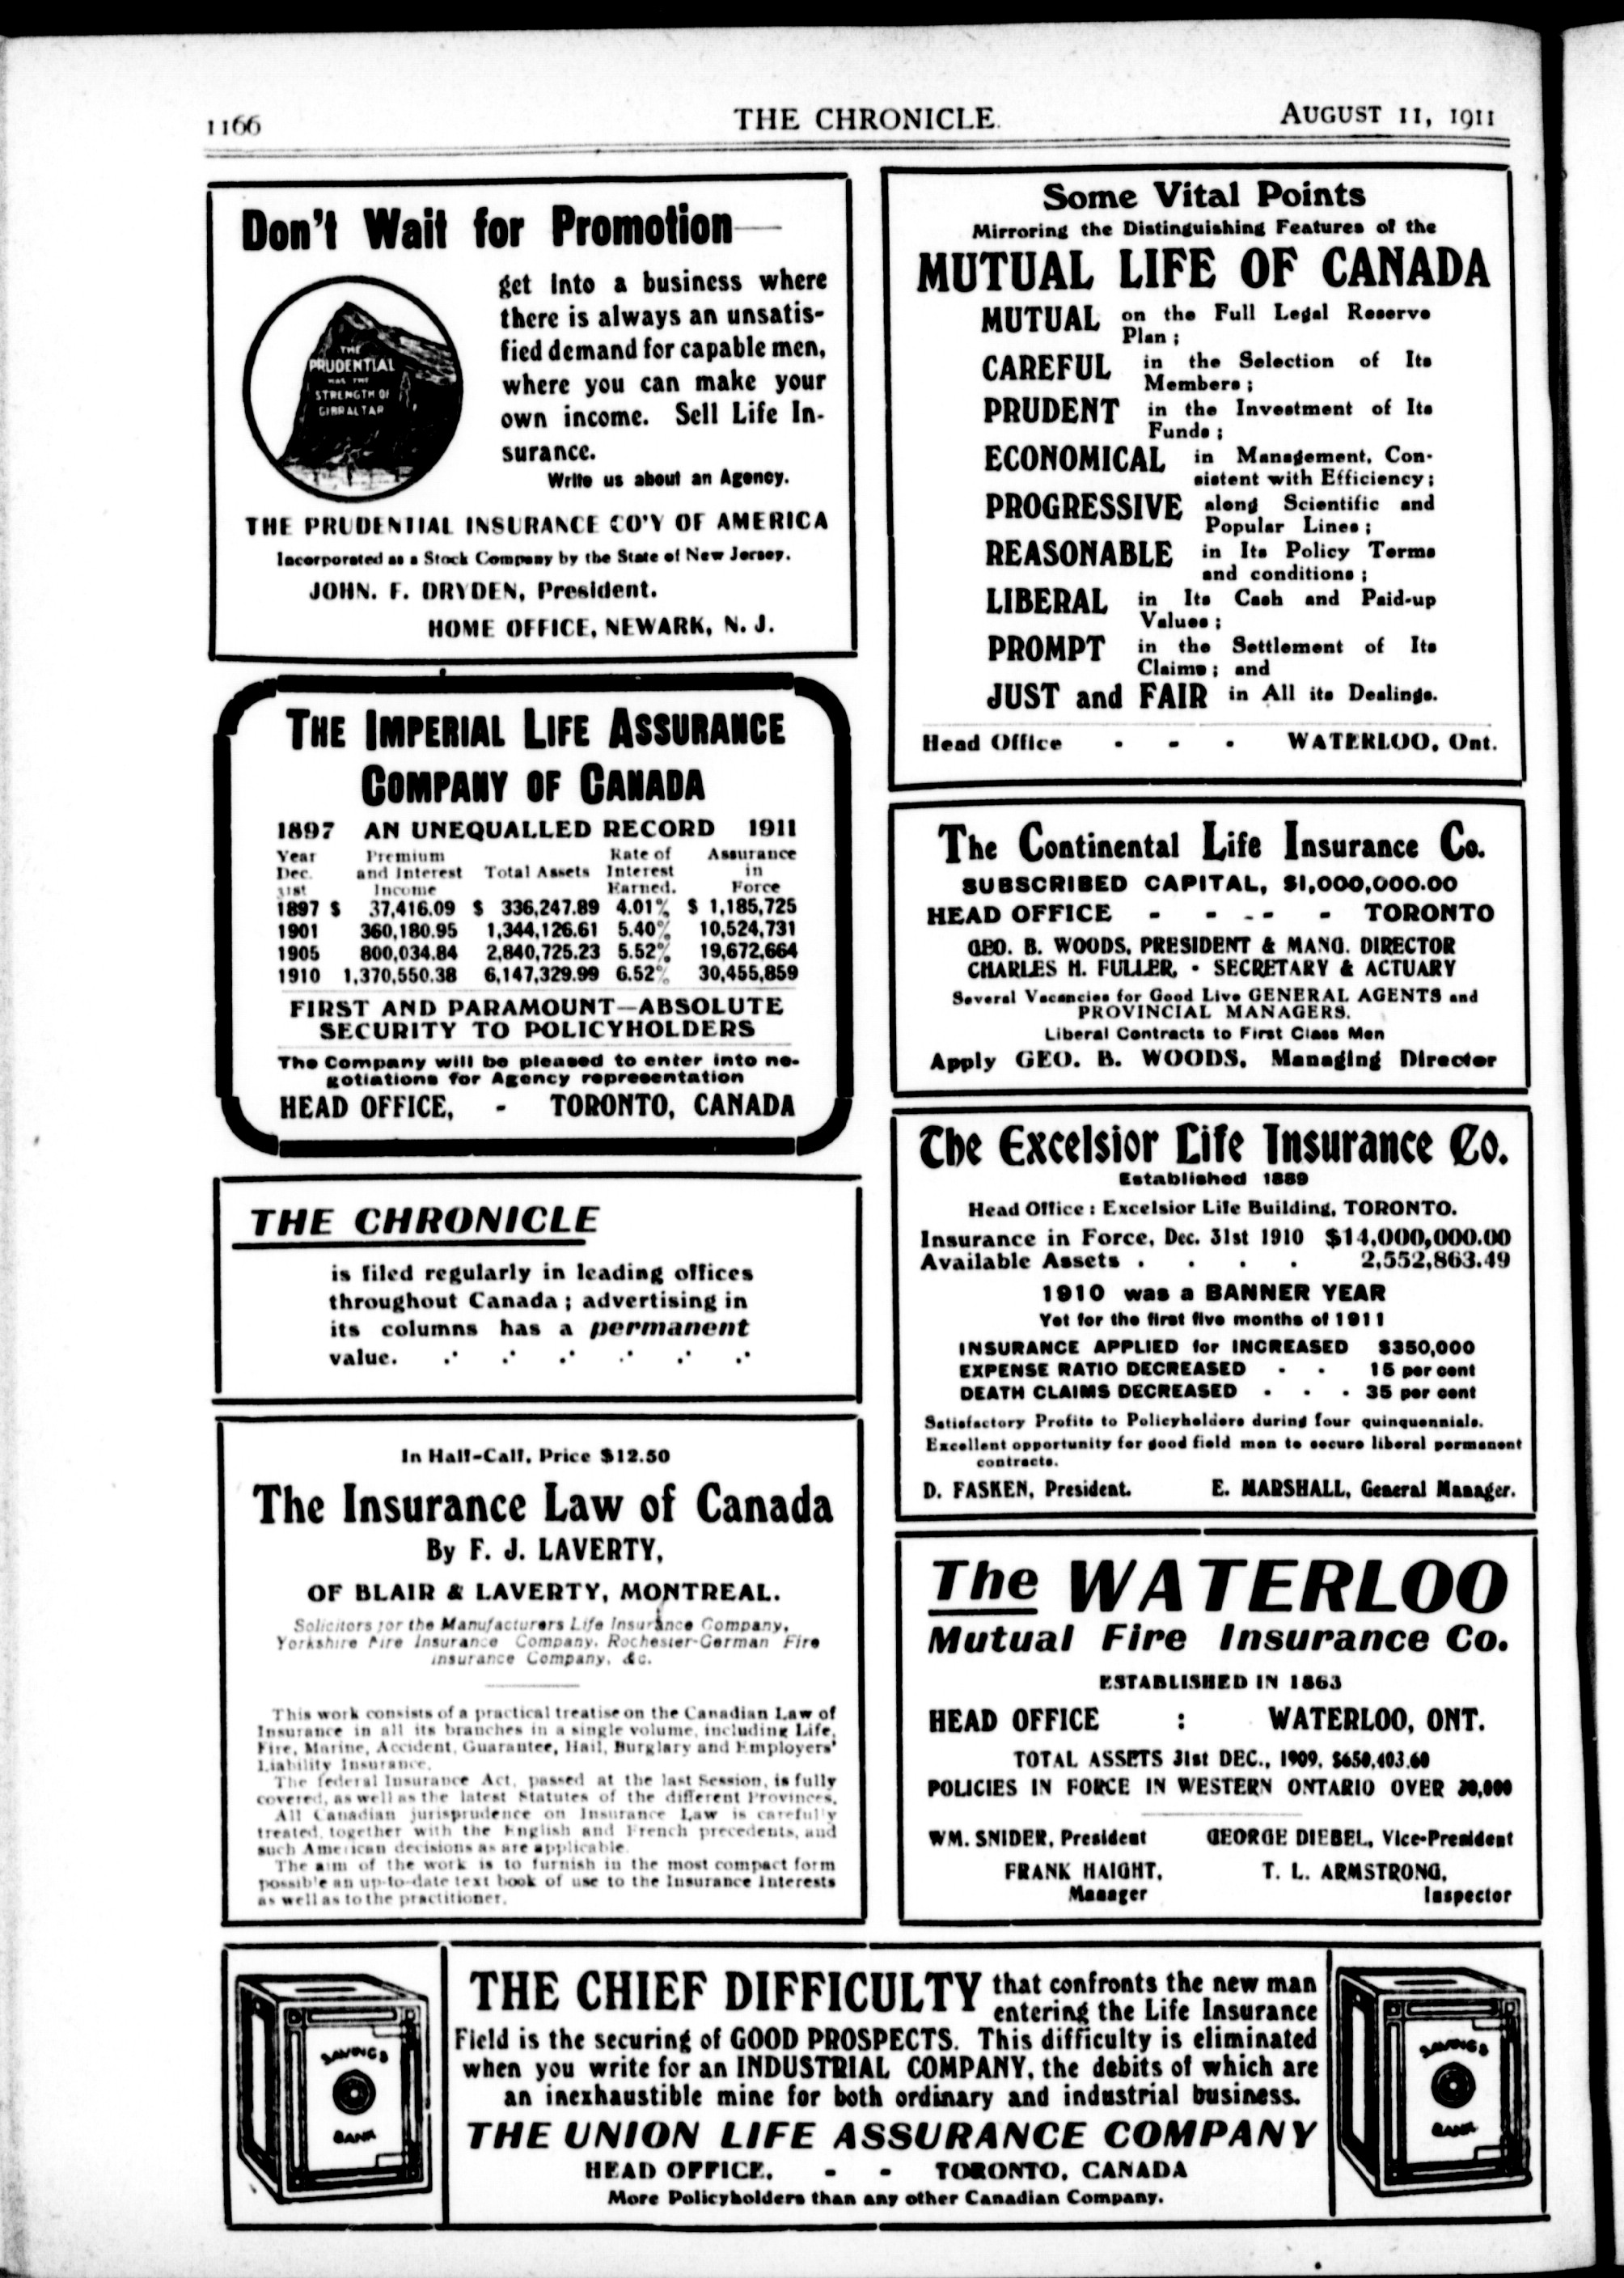 1166
THE CHRONICLE.
AUGUST 11, 1911
Don't Wait for Promotion—
get into a business where
there is always an unsatis-
fied demand for capable men,
where you can make your
own income. Sell Life In-
surance.
Write us about an Agency.
THE
PRUDENTIAL
HAS THE
STRENGTH OF
GIBRALTAR
THE PRUDENTIAL INSURANCE CO'Y OF AMERICA
Incorporated as a Stock Company by the State of New Jersey.
JOHN. F. DRYDEN, President.
HOME OFFICE, NEWARK, N. J.
THE IMPERIAL LIFE ASSURANCE
COMPANY OF CANADA
1897 AN UNEQUALLED RECORD 1911
Year Premium Rate of Assurance
Dec. and Interest Total Assets Interest in
31st Income Earned. Force
1897 $ 37,416.09 $ 336,247.89 4.01% $ 1,185,725
1901 360,180.95 1,344,126.61 5.40% 10,524,731
1905 800,034.84 2,840,725.23 5.52% 19,672,664
1910 1,370,550.38 6,147,329.99 6.52% 30,455,859
FIRST AND PARAMOUNT—ABSOLUTE
SECURITY TO POLICYHOLDERS
The Company will be pleased to enter into ne-
gotiations for Agency representation
HEAD OFFICE, - TORONTO, CANADA
THE CHRONICLE
is filed regularly in leading offices
throughout Canada; advertising in
its columns has a permanent
value. .· .· .· .· .· .·
In Half-Calf, Price $12.50
The Insurance Law of Canada
By F. J. LAVERTY,
OF BLAIR & LAVERTY, MONTREAL.
Solicitors for the Manufacturers Life Insurance Company,
Yorkshire Fire Insurance Company, Rochester-German Fire
Insurance Company, &c.
This work consists of a practical treatise on the Canadian Law of
Insurance in all its branches in a single volume, including Life,
Fire, Marine, Accident, Guarantee, Hail, Burglary and Employers'
Liability Insurance.
The federal Insurance Act, passed at the last Session, is fully
covered, as well as the latest Statutes of the different Provinces.
All Canadian jurisprudence on Insurance Law is carefully
treated, together with the English and French precedents, and
such American decisions as are applicable.
The aim of the work is to furnish in the most compact form
possible an up-to-date text book of use to the Insurance Interests
as well as to the practitioner.
Some Vital Points
Mirroring the Distinguishing Features of the
MUTUAL LIFE OF CANADA
MUTUAL on the Full Legal Reserve
Plan;
CAREFUL in the Selection of Its
Members;
PRUDENT in the Investment of Its
Funds;
ECONOMICAL in Management, Con-
sistent with Efficiency;
PROGRESSIVE along Scientific and
Popular Lines;
REASONABLE in Its Policy Terms
and conditions;
LIBERAL in Its Cash and Paid-up
Values;
PROMPT in the Settlement of Its
Claims; and
JUST and FAIR in All its Dealings.
Head Office - - - WATERLOO, Ont.
The Continental Life Insurance Co.
SUBSCRIBED CAPITAL, $1,000,000.00
HEAD OFFICE - - - - - TORONTO
GEO. B. WOODS, PRESIDENT & MANG. DIRECTOR
CHARLES H. FULLER, - SECRETARY & ACTUARY
Several Vacancies for Good Live GENERAL AGENTS and
PROVINCIAL MANAGERS.
Liberal Contracts to First Class Men
Apply GEO. B. WOODS, Managing Director
The Excelsior Life Insurance Co.
Established 1889
Head Office: Excelsior Life Building, TORONTO.
Insurance in Force, Dec. 31st 1910 $14,000,000.00
Available Assets . . . . . 2,552,863.49
1910 was a BANNER YEAR
Yet for the first five months of 1911
INSURANCE APPLIED for INCREASED $350,000
EXPENSE RATIO DECREASED - - 15 per cent
DEATH CLAIMS DECREASED - - - 35 per cent
Satisfactory Profits to Policyholders during four quinquennials.
Excellent opportunity for good field men to secure liberal permanent
contracts.
D. FASKEN, President. E. MARSHALL, General Manager.
The WATERLOO
Mutual Fire Insurance Co.
ESTABLISHED IN 1863
HEAD OFFICE : WATERLOO, ONT.
TOTAL ASSETS 31st DEC., 1909, $650,403.60
POLICIES IN FORCE IN WESTERN ONTARIO OVER 30,000
WM. SNIDER, President GEORGE DIEBEL, Vice-President
FRANK HAIGHT, T. L. ARMSTRONG,
Manager Inspector
SAVINGS
BANK
THE CHIEF DIFFICULTY that confronts the new man
entering the Life Insurance
Field is the securing of GOOD PROSPECTS. This difficulty is eliminated
when you write for an INDUSTRIAL COMPANY, the debits of which are
an inexhaustible mine for both ordinary and industrial business.
THE UNION LIFE ASSURANCE COMPANY
HEAD OFFICE, - - TORONTO, CANADA
More Policyholders than any other Canadian Company.
SAVINGS
BANK